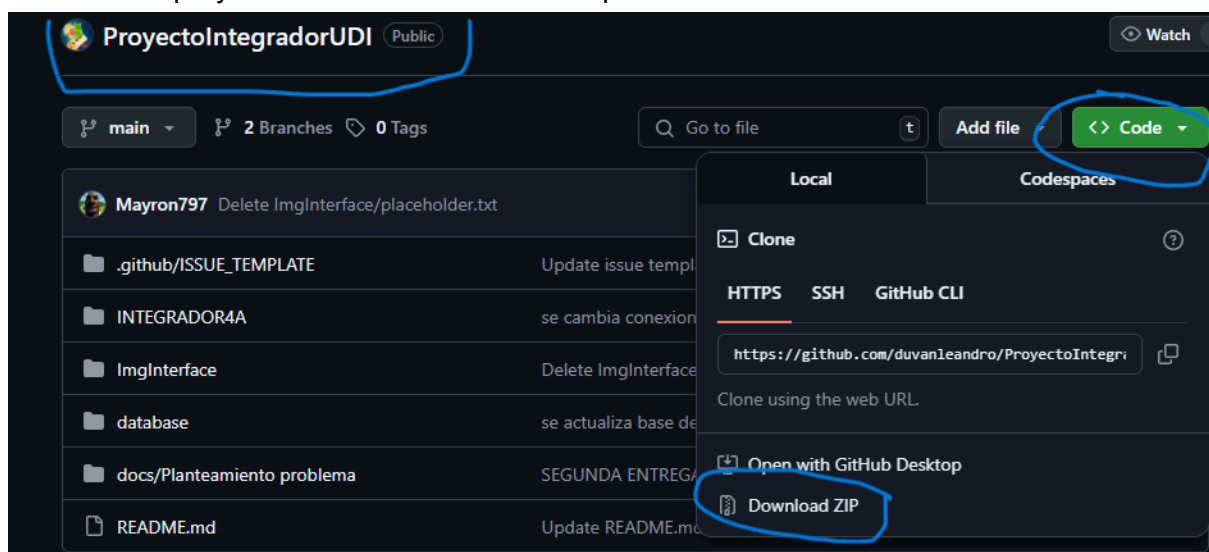 ProyectoIntegradorUDI Public
Watch
main 2 Branches 0 Tags
Go to file t
Add file
Code
Local Codespaces
Mayron797 Delete ImgInterface/placeholder.txt
Clone
HTTPS SSH GitHub CLI
https://github.com/duvanleandro/ProyectoIntegr
Clone using the web URL.
Open with GitHub Desktop
Download ZIP
.github/ISSUE_TEMPLATE Update issue templ
INTEGRADOR4A se cambia conexion
ImgInterface Delete ImgInterface
database se actualiza base de
docs/Planteamiento problema SEGUNDA ENTREGA
README.md Update README.md